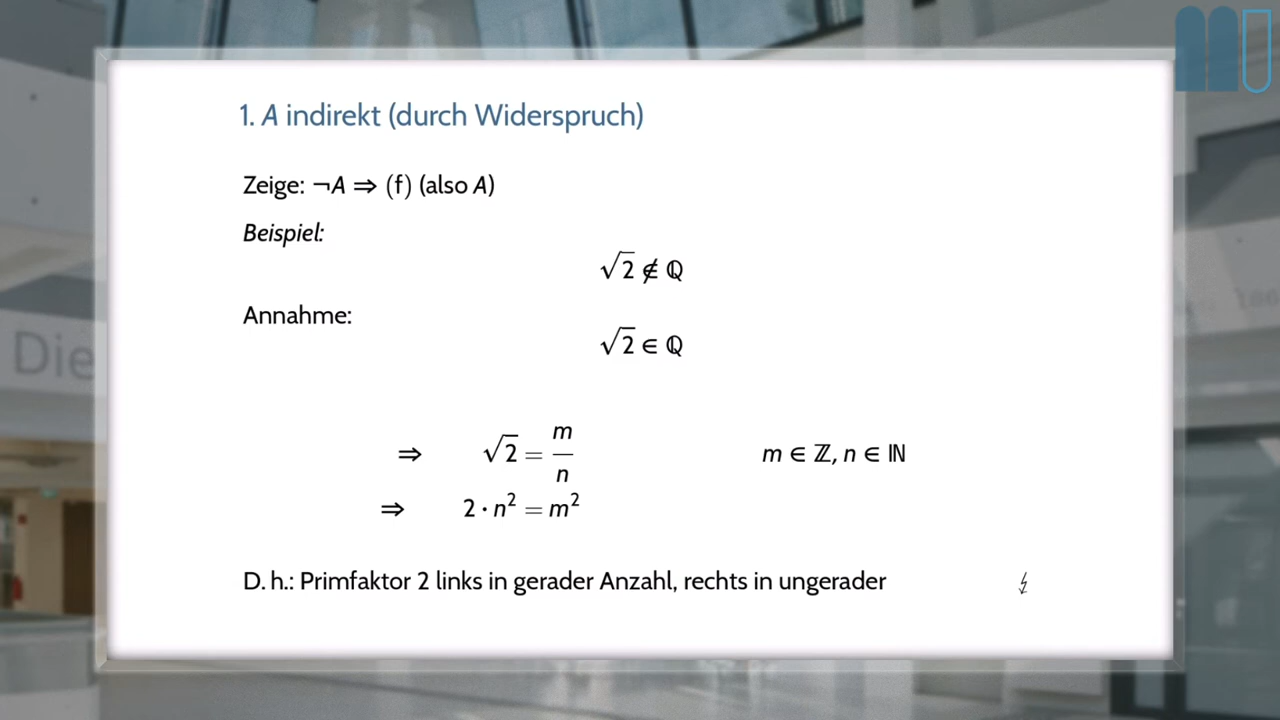 1. A indirekt (durch Widerspruch)
Zeige: ¬A ⇒ (f) (also A)
Beispiel:
√2 ∉ ℚ
Annahme:
√2 ∈ ℚ
⇒ √2 = m/n m ∈ ℤ, n ∈ ℕ
⇒ 2 · n² = m²
D. h.: Primfaktor 2 links in gerader Anzahl, rechts in ungerader ↯
Die